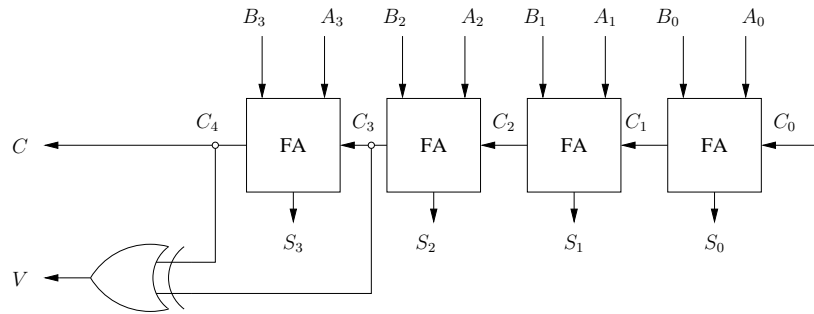 B₃ A₃ B₂ A₂ B₁ A₁ B₀ A₀
C₄ C₃ C₂ C₁ C₀
C FA FA FA FA
S₃ S₂ S₁ S₀
V